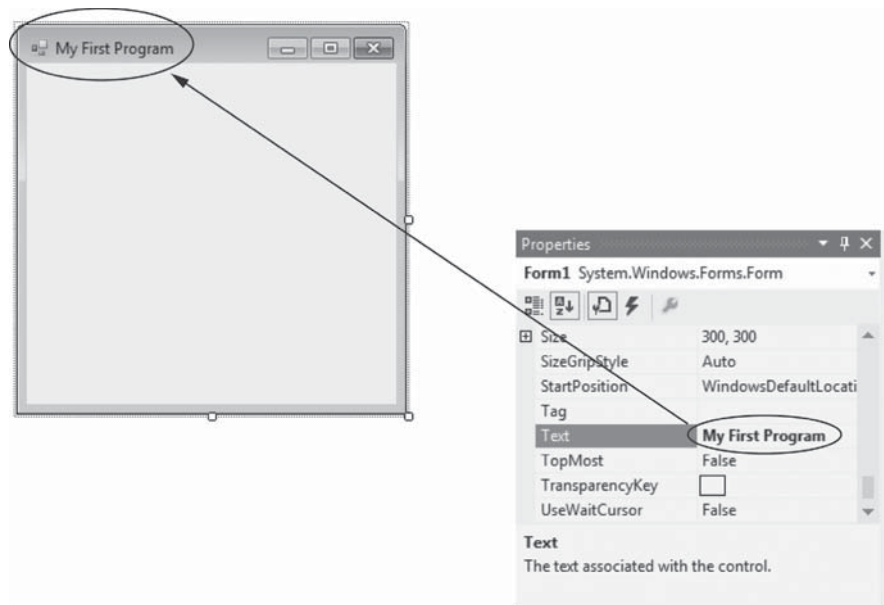 My First Program
Properties
Form1 System.Windows.Forms.Form
Size 300, 300
SizeGripStyle Auto
StartPosition WindowsDefaultLocati
Tag
Text My First Program
TopMost False
TransparencyKey
UseWaitCursor False
Text
The text associated with the control.